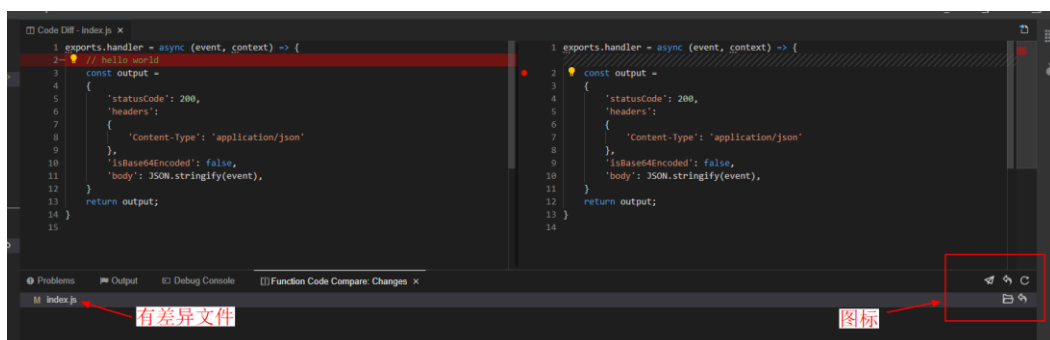 Code Diff - index.js ×
1 exports.handler = async (event, context) => {
2- // hello world
3 const output =
4 {
5 'statusCode': 200,
6 'headers':
7 {
8 'Content-Type': 'application/json'
9 },
10 'isBase64Encoded': false,
11 'body': JSON.stringify(event),
12 }
13 return output;
14 }
15
1 exports.handler = async (event, context) => {
2 const output =
3 {
4 'statusCode': 200,
5 'headers':
6 {
7 'Content-Type': 'application/json'
8 },
9 'isBase64Encoded': false,
10 'body': JSON.stringify(event),
11 }
12 return output;
13 }
14
Problems Output Debug Console Function Code Compare: Changes ×
M index.js
有差异文件
图标